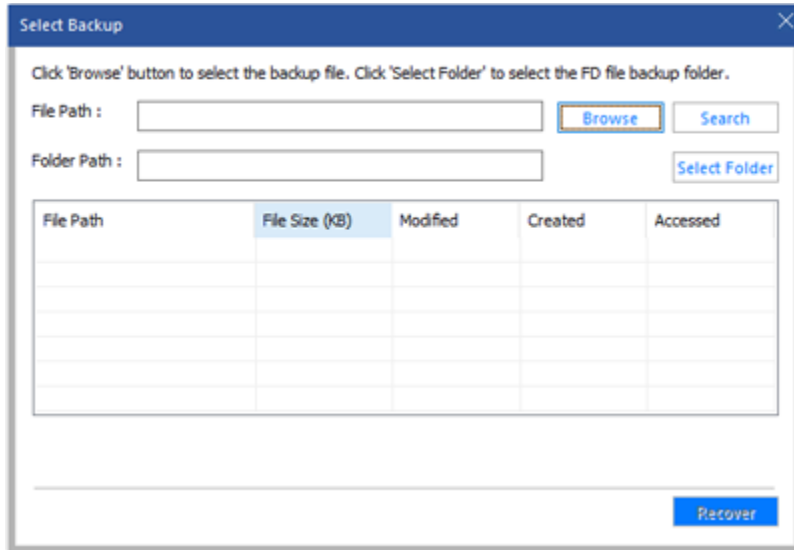 Select Backup
Click 'Browse' button to select the backup file. Click 'Select Folder' to select the FD file backup folder.
File Path : Browse Search
Folder Path : Select Folder
File Path File Size (KB) Modified Created Accessed
Recover